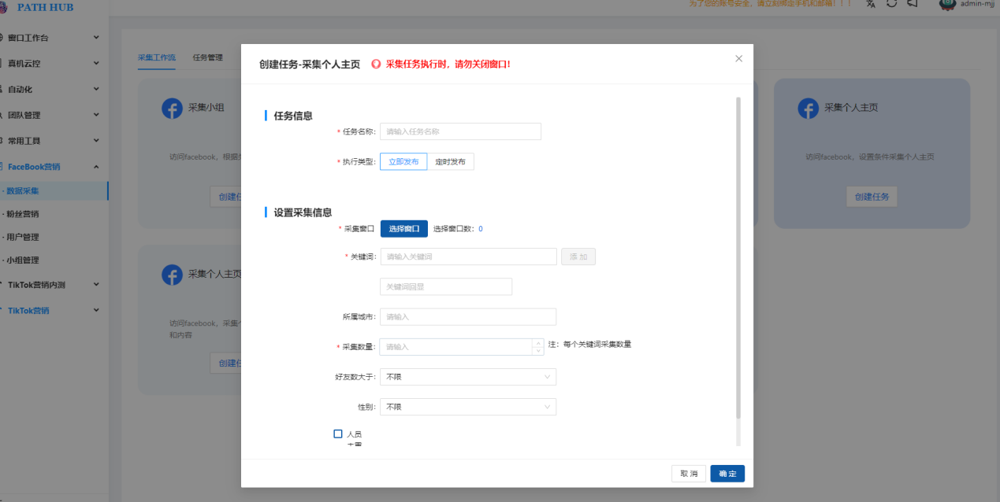 PATH HUB
为了您的账号安全，请立刻绑定手机和邮箱！！！
admin-mjj
窗口工作台
真机云控
自动化
团队管理
常用工具
FaceBook营销
· 数据采集
· 粉丝营销
· 用户管理
· 小组管理
TikTok营销内测
TikTok营销
采集工作流 任务管理
采集小组
访问facebook，根据
创建任
采集个人主页
访问facebook，设置条件采集个人主页
创建任务
采集个人主页
访问facebook，采集个
和内容
创建任
创建任务-采集个人主页 采集任务执行时，请勿关闭窗口!
任务信息
* 任务名称: 请输入任务名称
* 执行类型: 立即发布 定时发布
设置采集信息
* 采集窗口 选择窗口 选择窗口数: 0
* 关键词: 请输入关键词 添 加
关键词回显
所属城市: 请输入
* 采集数量: 请输入 注: 每个关键词采集数量
好友数大于: 不限
性别: 不限
人员
取 消 确 定